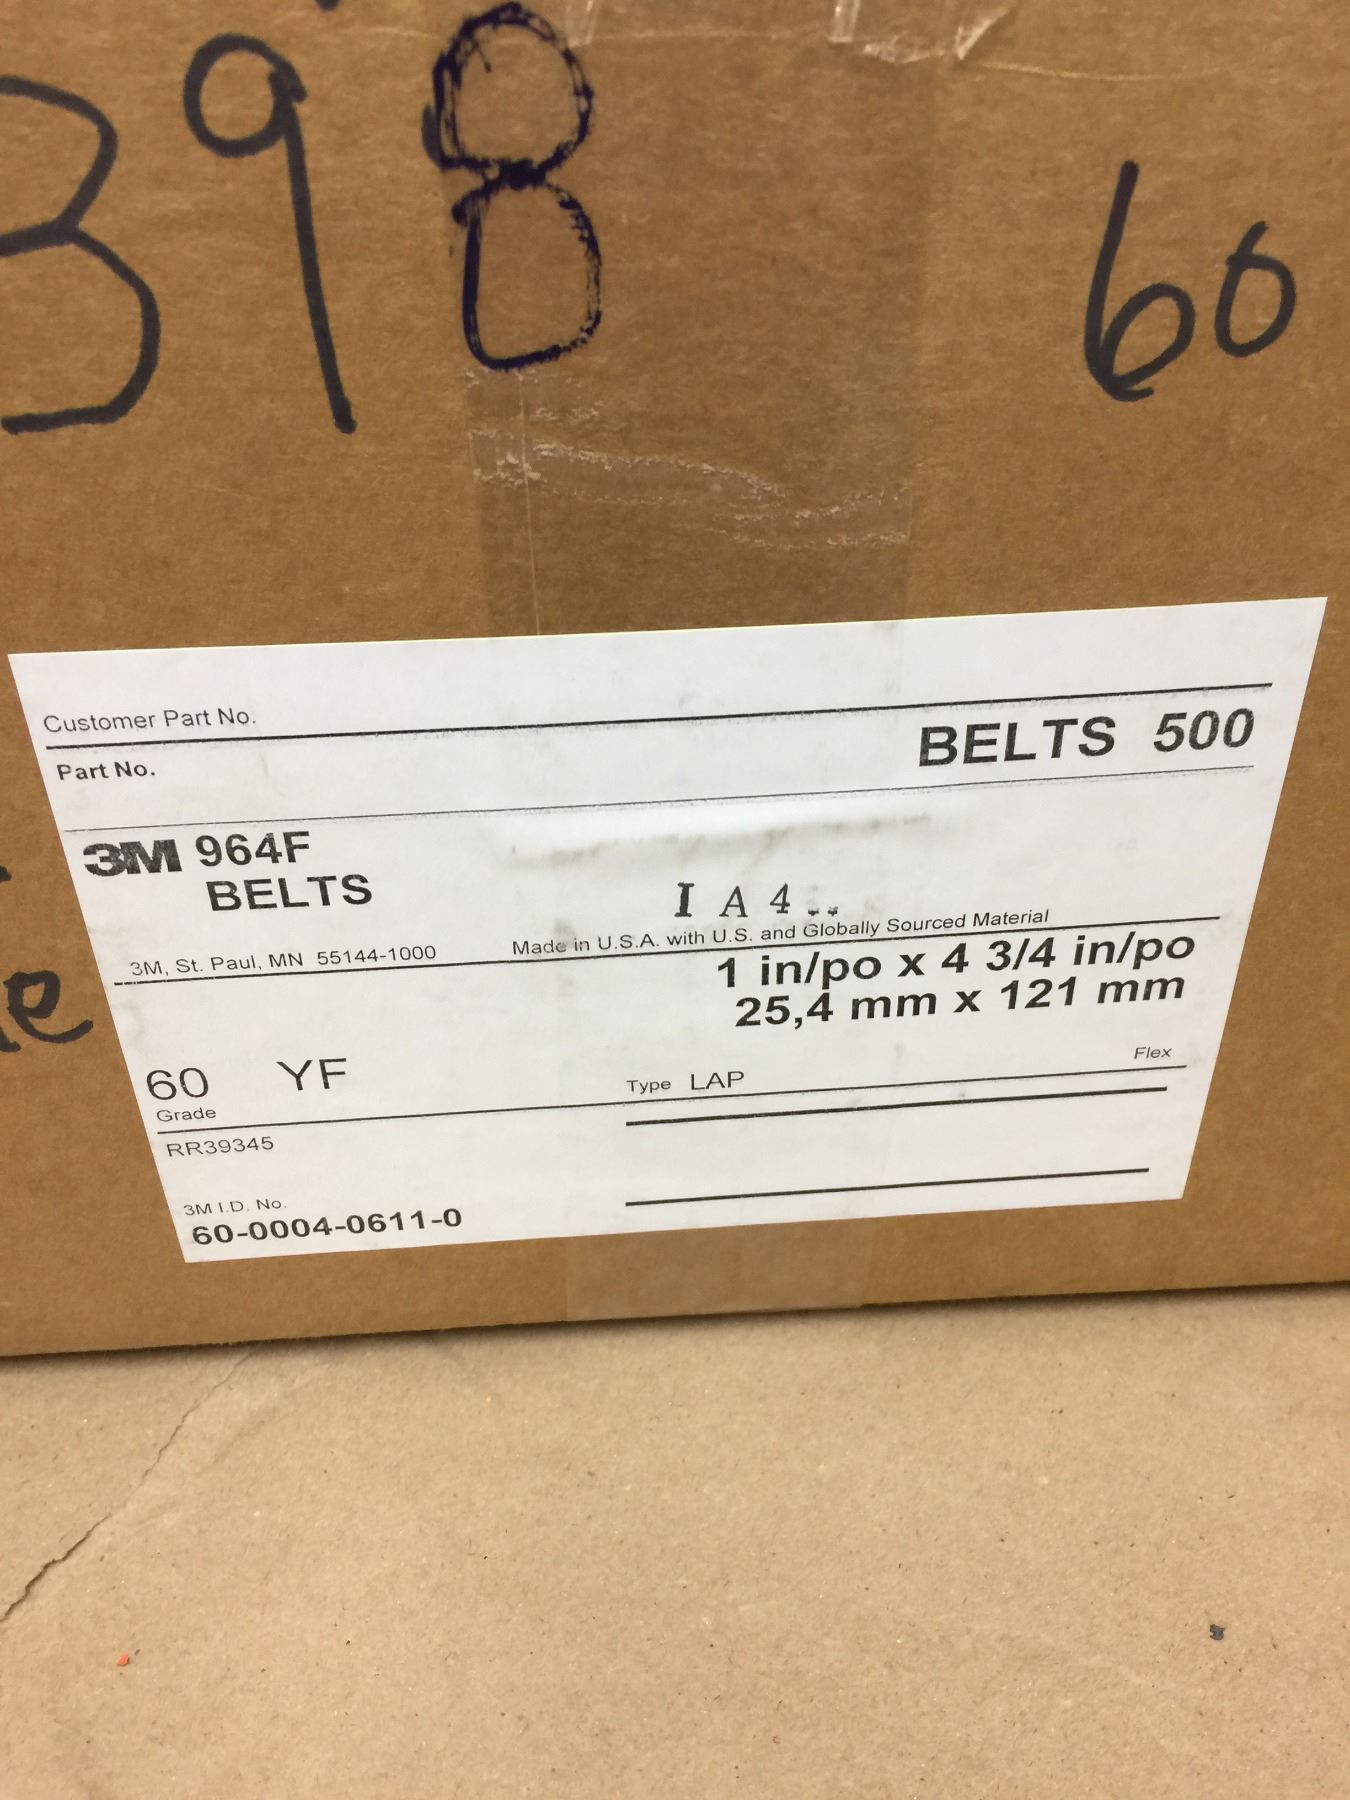 398
60
Customer Part No.
Part No.
BELTS 500
3M 964F
BELTS
I A 4
3M, St. Paul, MN 55144-1000
Made in U.S.A. with U.S. and Globally Sourced Material
1 in/po x 4 3/4 in/po
25,4 mm x 121 mm
60 YF
Grade
Type LAP
Flex
RR39345
3M I.D. No.
60-0004-0611-0